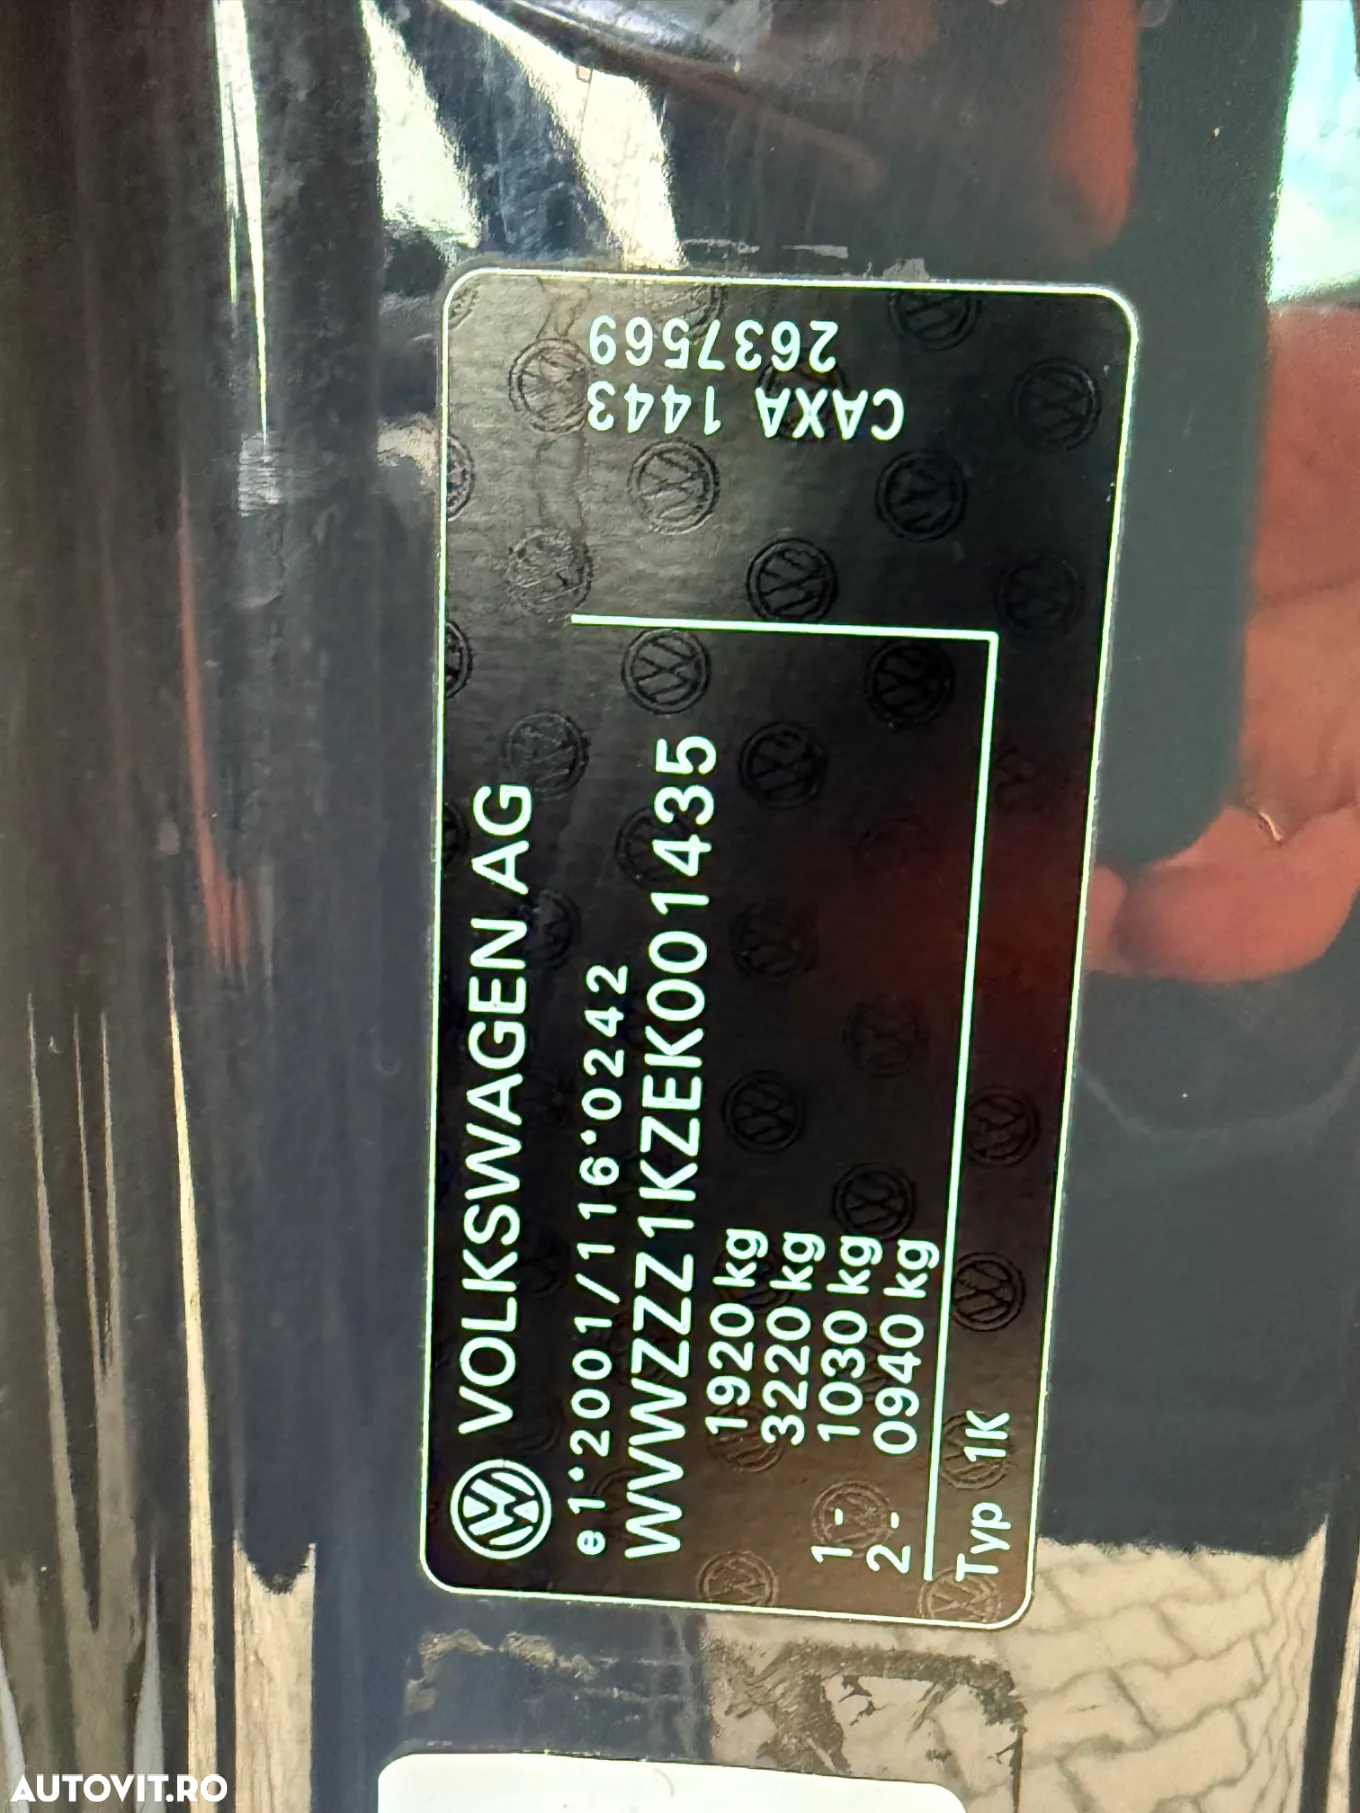 VOLKSWAGEN AG
e1*2001/116*0242
WVWZZZ1KZEK001435
1920 kg
3220 kg
1- 1030 kg
2- 0940 kg
Typ 1K
CAXA 1443
2637569
AUTOVIT.RO